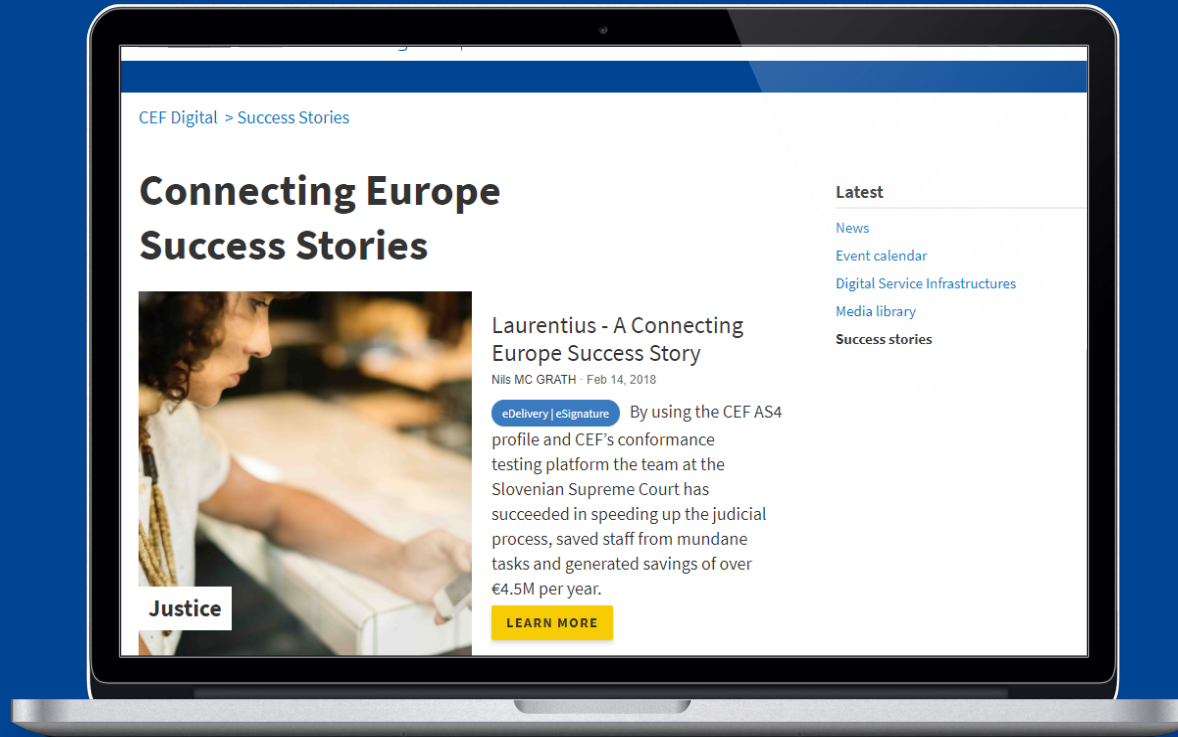 CEF Digital > Success Stories
Connecting Europe
Success Stories
Justice
Laurentius - A Connecting
Europe Success Story
Nils MC GRATH · Feb 14, 2018
eDelivery | eSignature By using the CEF AS4
profile and CEF’s conformance
testing platform the team at the
Slovenian Supreme Court has
succeeded in speeding up the judicial
process, saved staff from mundane
tasks and generated savings of over
€4.5M per year.
LEARN MORE
Latest
News
Event calendar
Digital Service Infrastructures
Media library
Success stories